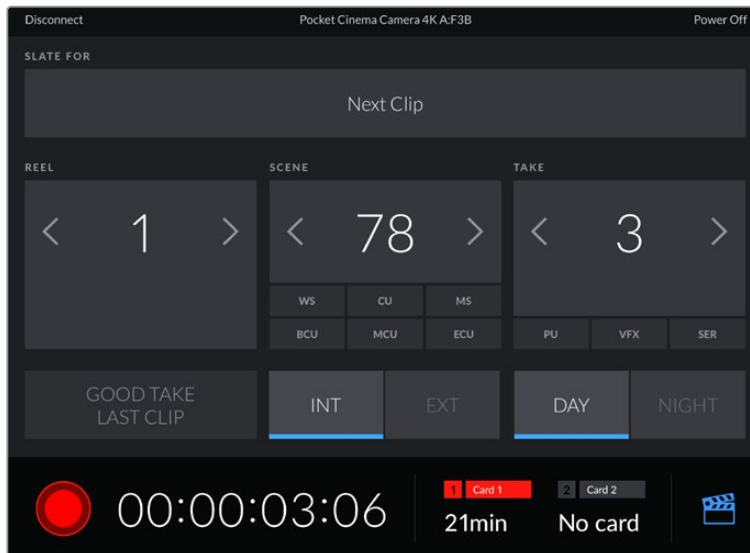 Disconnect Pocket Cinema Camera 4K A:F3B Power Off
SLATE FOR
Next Clip
REEL SCENE TAKE
< 1 > < 78 > < 3 >
WS CU MS
BCU MCU ECU PU VFX SER
GOOD TAKE
LAST CLIP
INT EXT DAY NIGHT
00:00:03:06
1 Card 1 2 Card 2
21min No card